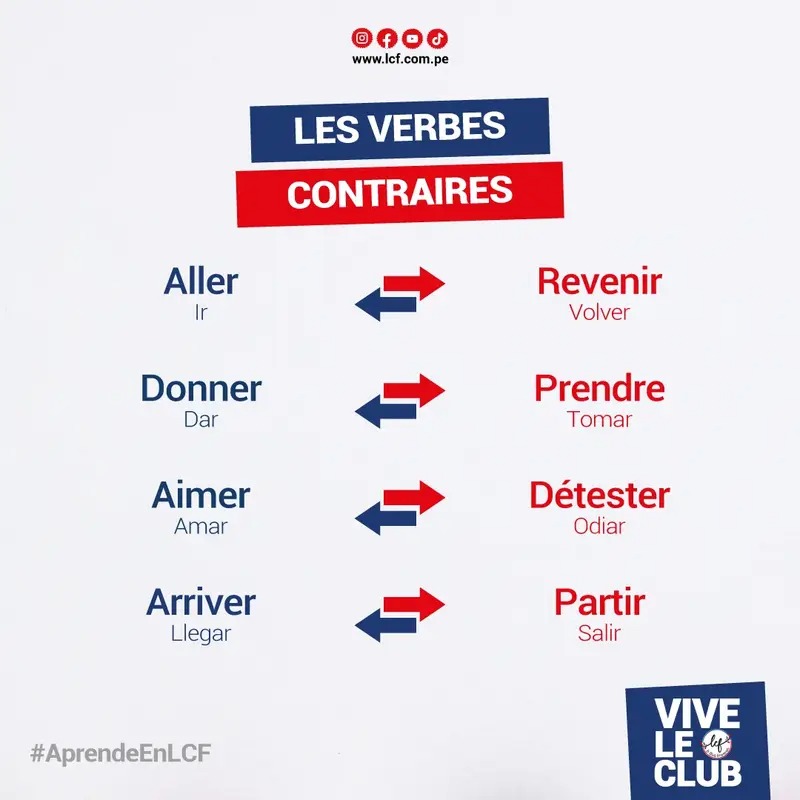 www.lcf.com.pe
LES VERBES
CONTRAIRES
Aller
Ir
Revenir
Volver
Donner
Dar
Prendre
Tomar
Aimer
Amar
Détester
Odiar
Arriver
Llegar
Partir
Salir
#AprendeEnLCF
VIVE
LE lcf
CLUB